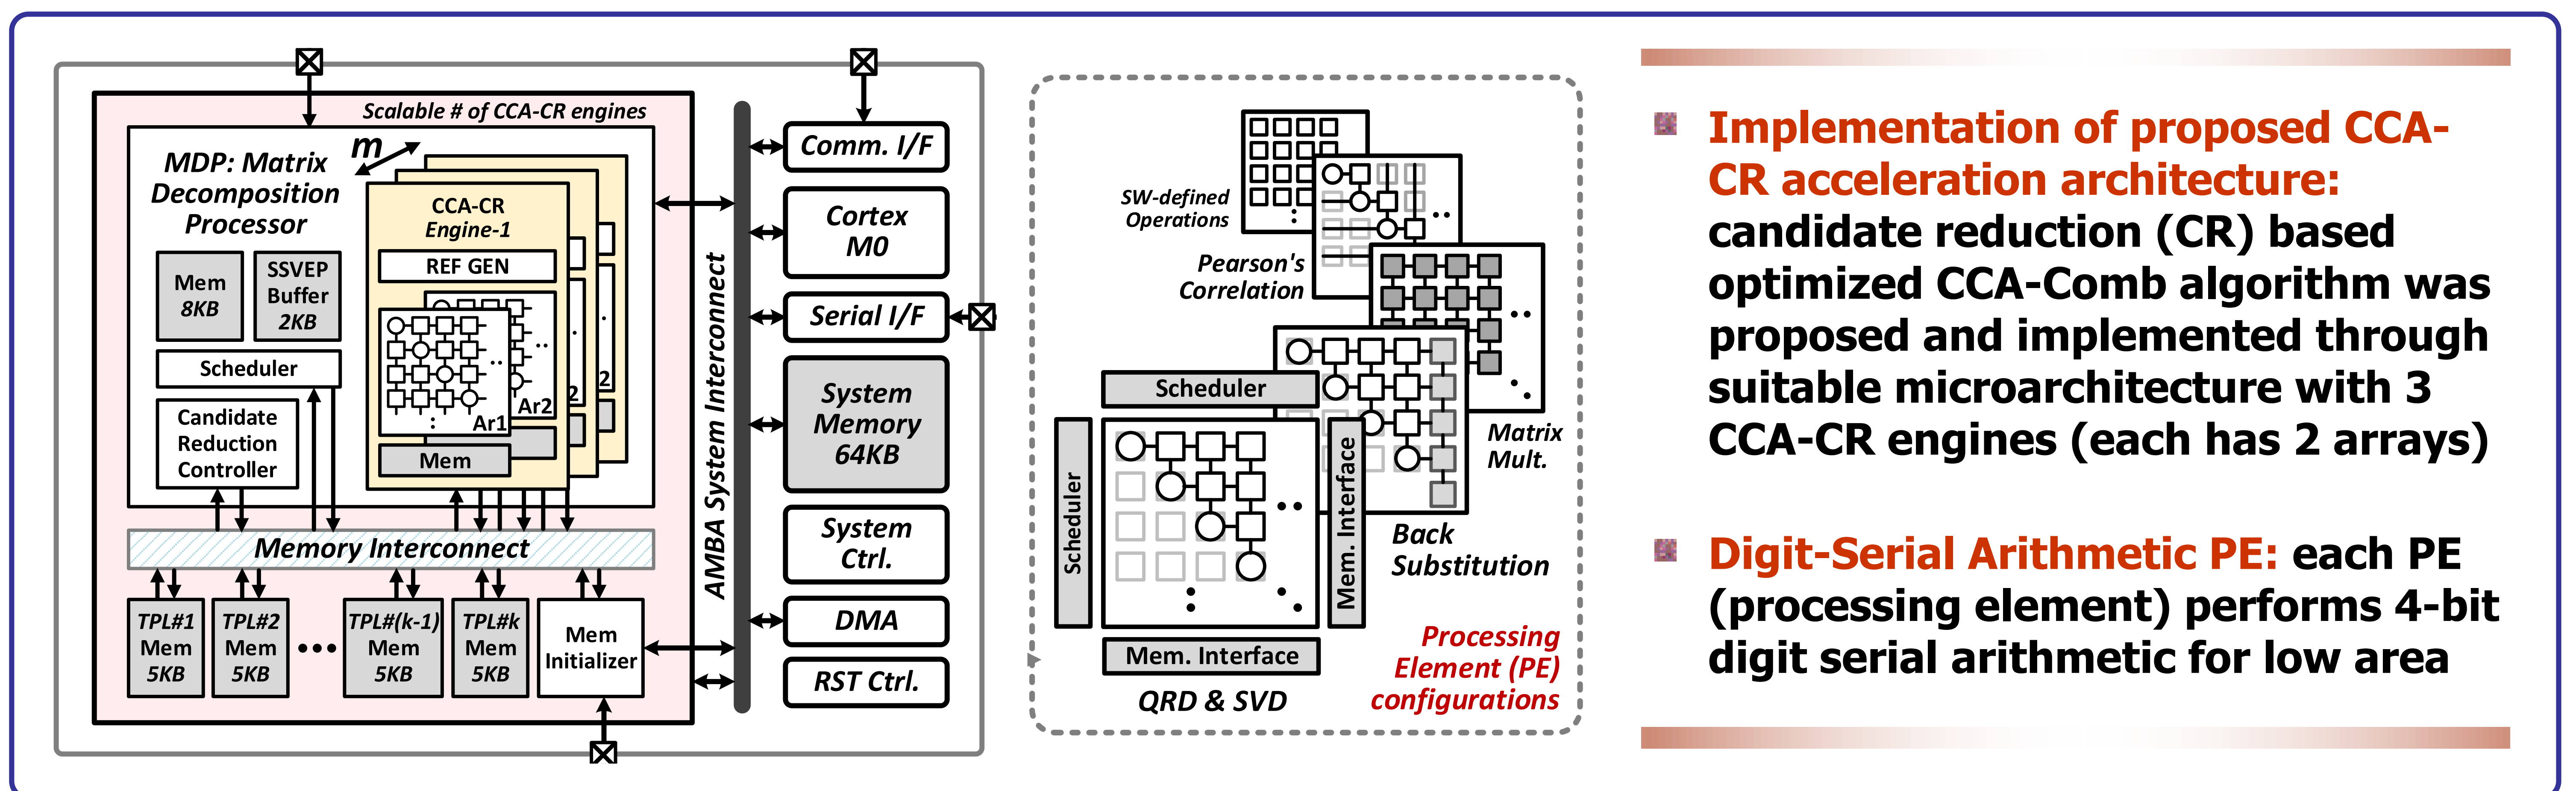 Scalable # of CCA-CR engines
m
MDP: Matrix
Decomposition
Processor
Mem
8KB
SSVEP
Buffer
2KB
Scheduler
Candidate
Reduction
Controller
CCA-CR
Engine-1
REF GEN
Ar1
Ar2
2
2
Mem
Memory Interconnect
TPL#1
Mem
5KB
TPL#2
Mem
5KB
TPL#(k-1)
Mem
5KB
TPL#k
Mem
5KB
Mem
Initializer
AMBA System Interconnect
Comm. I/F
Cortex
M0
Serial I/F
System
Memory
64KB
System
Ctrl.
DMA
RST Ctrl.
SW-defined
Operations
Pearson's
Correlation
Matrix
Mult.
Back
Substitution
Scheduler
Scheduler
Mem. Interface
Mem. Interface
QRD & SVD
Processing
Element (PE)
configurations
Implementation of proposed CCA-
CR acceleration architecture:
candidate reduction (CR) based
optimized CCA-Comb algorithm was
proposed and implemented through
suitable microarchitecture with 3
CCA-CR engines (each has 2 arrays)
Digit-Serial Arithmetic PE: each PE
(processing element) performs 4-bit
digit serial arithmetic for low area